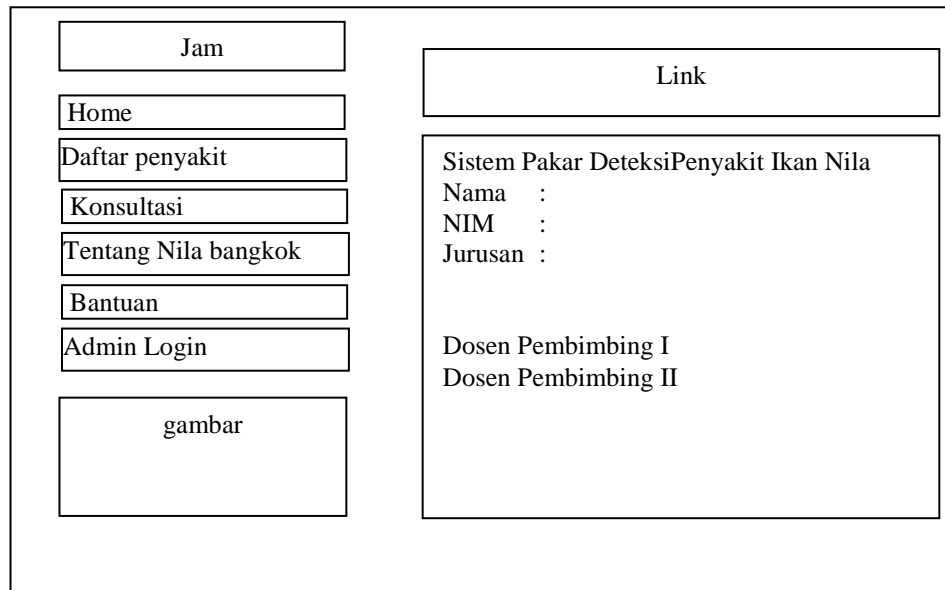 Jam
Home
Daftar penyakit
Konsultasi
Tentang Nila bangkok
Bantuan
Admin Login
gambar
Link
Sistem Pakar DeteksiPenyakit Ikan Nila
Nama :
NIM :
Jurusan :
Dosen Pembimbing I
Dosen Pembimbing II